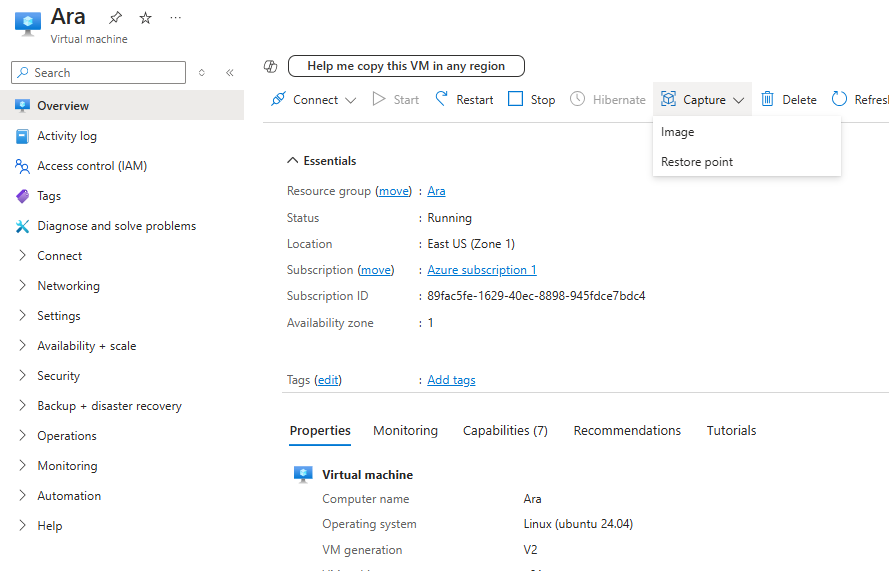 Ara
Virtual machine
Search
Overview
Activity log
Access control (IAM)
Tags
Diagnose and solve problems
Connect
Networking
Settings
Availability + scale
Security
Backup + disaster recovery
Operations
Monitoring
Automation
Help
Help me copy this VM in any region
Connect Start Restart Stop Hibernate Capture Delete Refresh
Image
Restore point
Essentials
Resource group (move) : Ara
Status : Running
Location : East US (Zone 1)
Subscription (move) : Azure subscription 1
Subscription ID : 89fac5fe-1629-40ec-8898-945fdce7bdc4
Availability zone : 1
Tags (edit) : Add tags
Properties Monitoring Capabilities (7) Recommendations Tutorials
Virtual machine
Computer name Ara
Operating system Linux (ubuntu 24.04)
VM generation V2